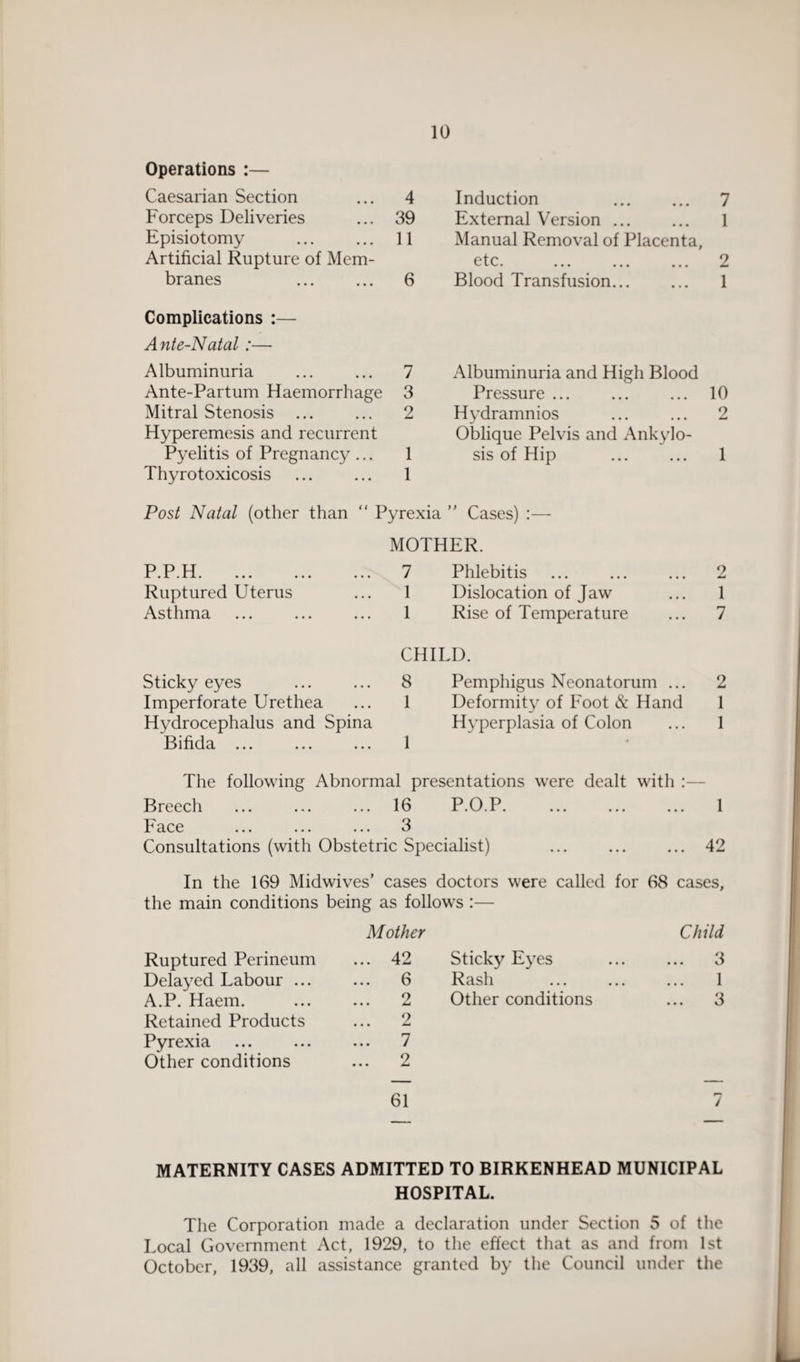 10
Operations :—
Caesarian Section ... 4 Induction ... ... 7
Forceps Deliveries ... 39 External Version ... ... 1
Episiotomy ... ... 11 Manual Removal of Placenta,
Artificial Rupture of Mem- etc. ... ... ... 2
branes ... ... 6 Blood Transfusion... ... 1
Complications :—
Ante-Natal :—
Albuminuria ... ... 7 Albuminuria and High Blood
Ante-Partum Haemorrhage 3 Pressure ... ... ... 10
Mitral Stenosis ... ... 2 Hydramnios ... ... 2
Hyperemesis and recurrent Oblique Pelvis and Ankylo-
Pyelitis of Pregnancy ... 1 sis of Hip ... ... 1
Thyrotoxicosis ... ... 1
Post Natal (other than “ Pyrexia ” Cases) :—
MOTHER.
P.P.H. ... ... ... 7 Phlebitis ... ... ... 2
Ruptured Uterus ... 1 Dislocation of Jaw ... 1
Asthma ... ... ... 1 Rise of Temperature ... 7
CHILD.
Sticky eyes ... ... 8 Pemphigus Neonatorum ... 2
Imperforate Urethea ... 1 Deformity of Foot & Hand 1
Hydrocephalus and Spina Hyperplasia of Colon ... 1
Bifida ... ... ... 1
The following Abnormal presentations were dealt with :—
Breech ... ... ... 16 P.O.P. ... ... ... 1
Face ... ... ... 3
Consultations (with Obstetric Specialist) ... ... ... 42
In the 169 Midwives’ cases doctors were called for 68 cases,
the main conditions being as follows :—
Mother Child
Ruptured Perineum ... 42 Sticky Eyes ... ... 3
Delayed Labour ... ... 6 Rash ... ... ... 1
A.P. Haem. ... ... 2 Other conditions ... 3
Retained Products ... 2
Pyrexia ... ... ... 7
Other conditions ... 2
61 7
MATERNITY CASES ADMITTED TO BIRKENHEAD MUNICIPAL
HOSPITAL.
The Corporation made a declaration under Section 5 of the
Local Government Act, 1929, to the effect that as and from 1st
October, 1939, all assistance granted by the Council under the